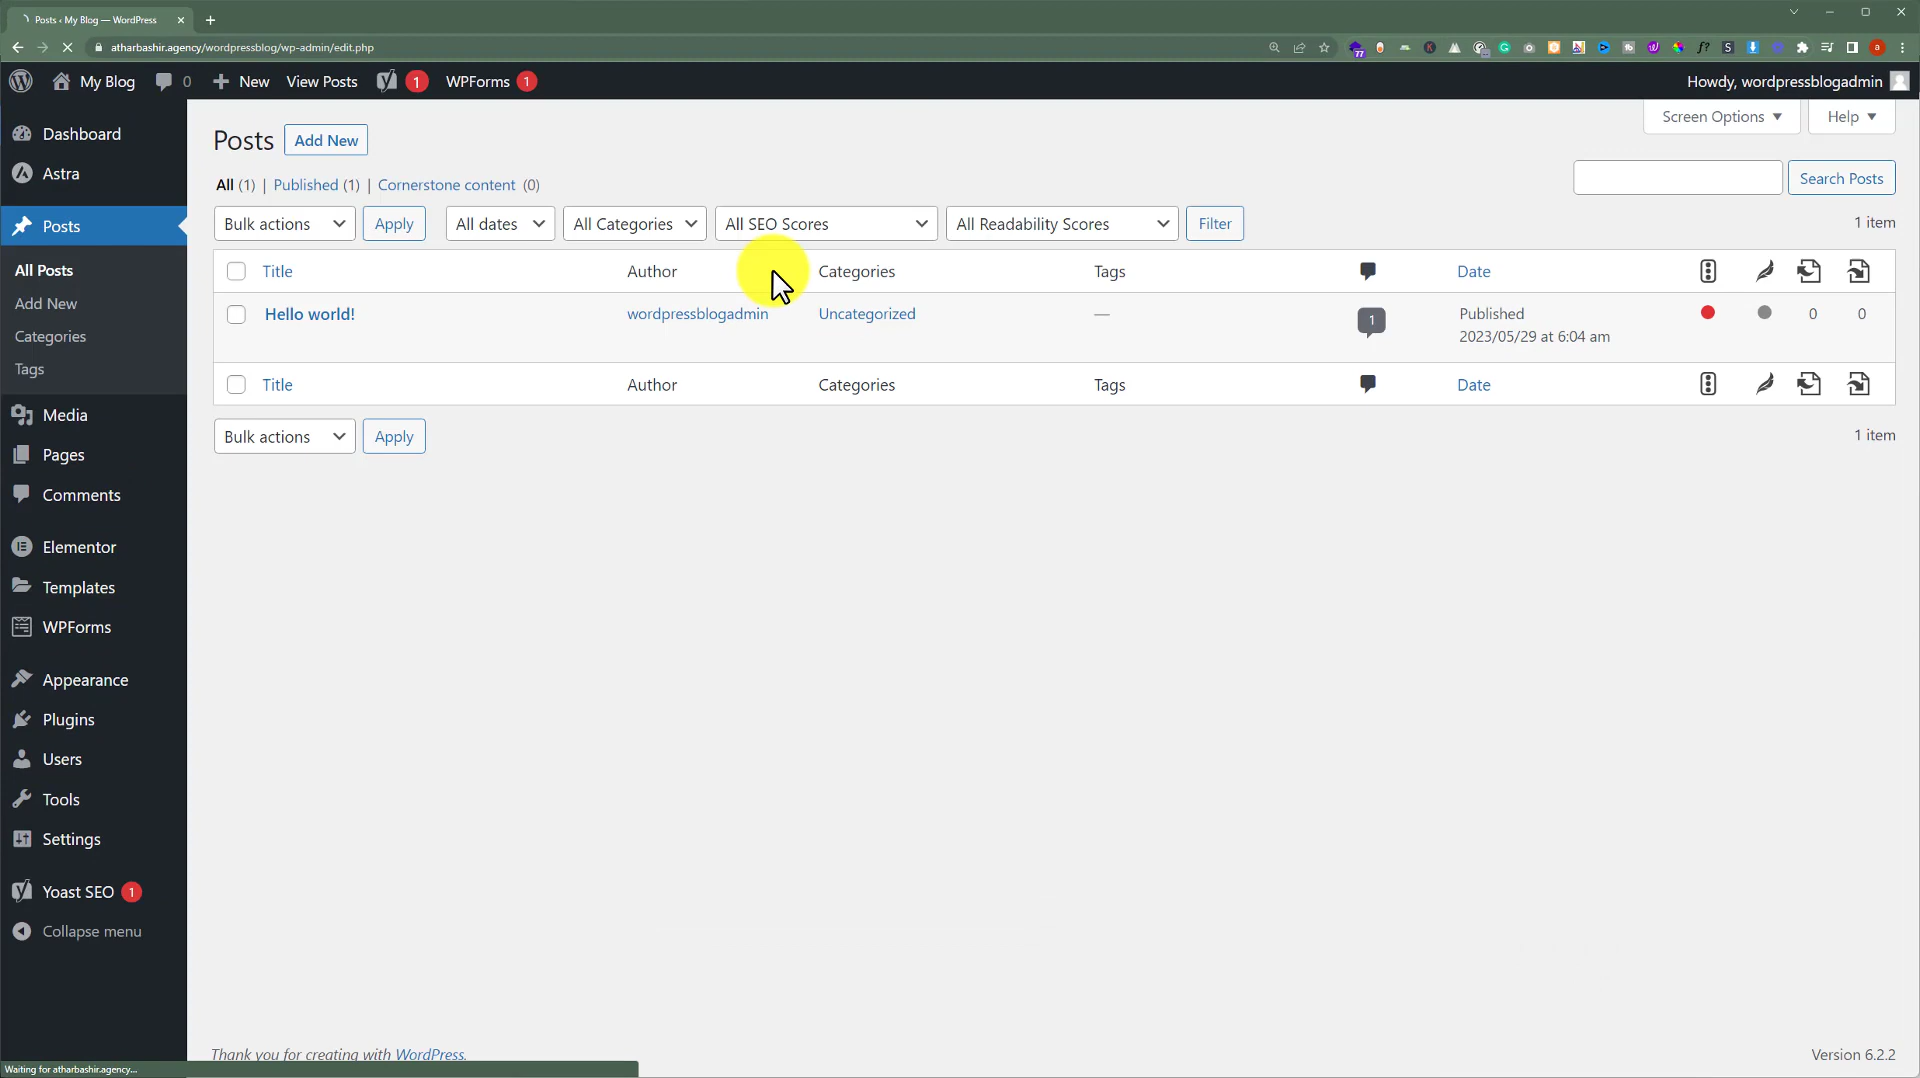 Posts ‹ My Blog — WordPress
atharbashir.agency/wordpressblog/wp-admin/edit.php
77
a
My Blog 0 New View Posts 1 WPForms 1 Howdy, wordpressblogadmin
Dashboard
Astra
Posts
All Posts
Add New
Categories
Tags
Media
Pages
Comments
Elementor
Templates
WPForms
Appearance
Plugins
Users
Tools
Settings
Yoast SEO 1
Collapse menu
Screen Options Help
Posts Add New
All (1) | Published (1) | Cornerstone content (0)
Search Posts
Bulk actions Apply All dates All Categories All SEO Scores All Readability Scores Filter 1 item
Title Author Categories Tags Date
Hello world! wordpressblogadmin Uncategorized — 1 Published 0 0
2023/05/29 at 6:04 am
Title Author Categories Tags Date
Bulk actions Apply 1 item
Thank you for creating with WordPress. Version 6.2.2
Waiting for atharbashir.agency...